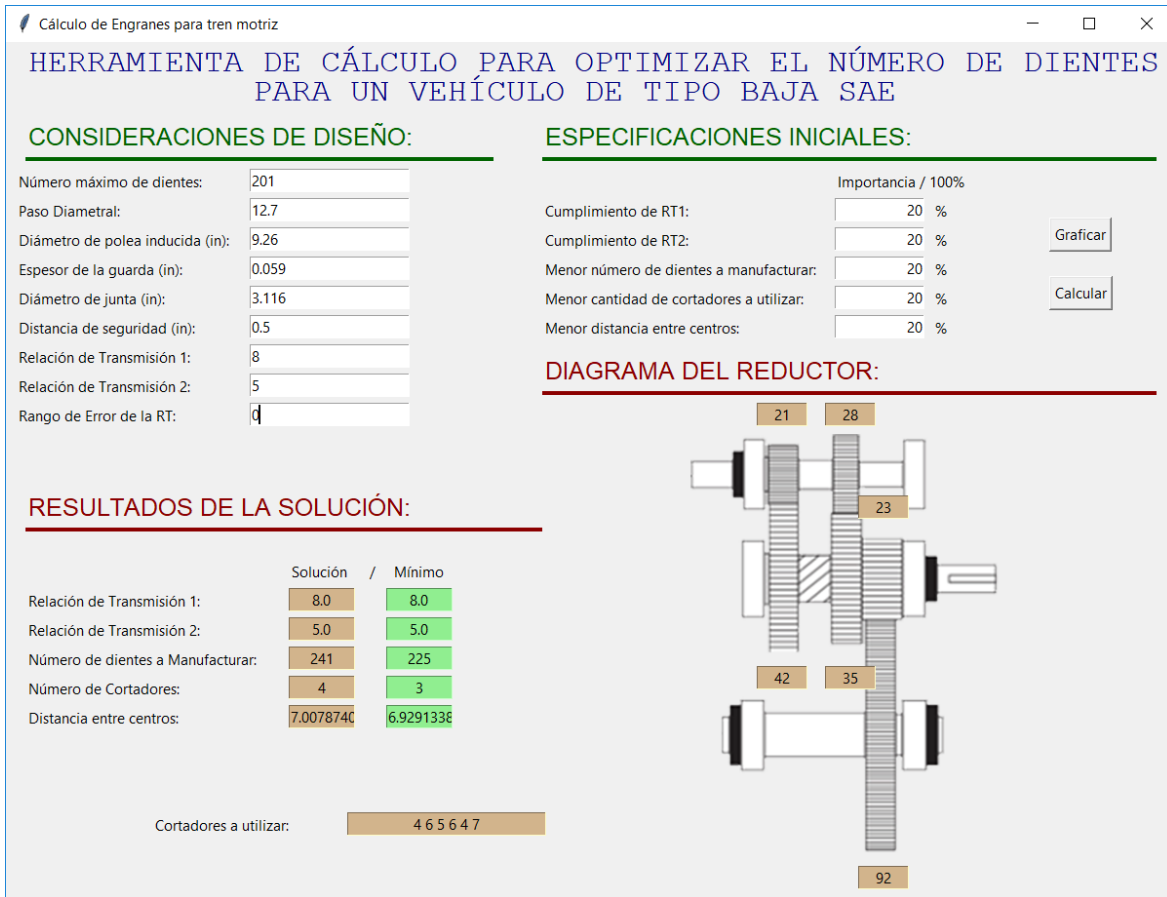 Cálculo de Engranes para tren motriz
HERRAMIENTA DE CÁLCULO PARA OPTIMIZAR EL NÚMERO DE DIENTES
PARA UN VEHÍCULO DE TIPO BAJA SAE
CONSIDERACIONES DE DISEÑO:
Número máximo de dientes: 201
Paso Diametral: 12.7
Diámetro de polea inducida (in): 9.26
Espesor de la guarda (in): 0.059
Diámetro de junta (in): 3.116
Distancia de seguridad (in): 0.5
Relación de Transmisión 1: 8
Relación de Transmisión 2: 5
Rango de Error de la RT: 0
ESPECIFICACIONES INICIALES:
Importancia / 100%
Cumplimiento de RT1: 20 %
Cumplimiento de RT2: 20 %
Menor número de dientes a manufacturar: 20 %
Menor cantidad de cortadores a utilizar: 20 %
Menor distancia entre centros: 20 %
Graficar
Calcular
DIAGRAMA DEL REDUCTOR:
21 28
23
42 35
92
RESULTADOS DE LA SOLUCIÓN:
Solución / Mínimo
Relación de Transmisión 1: 8.0 8.0
Relación de Transmisión 2: 5.0 5.0
Número de dientes a Manufacturar: 241 225
Número de Cortadores: 4 3
Distancia entre centros: 7.0078740 6.9291338
Cortadores a utilizar: 4 6 5 6 4 7